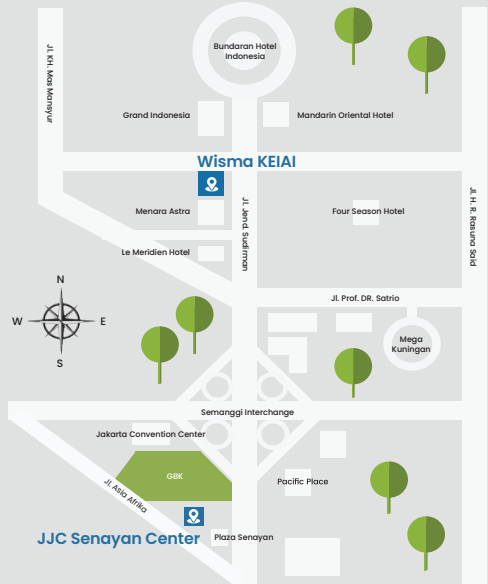 Bundaran Hotel
Indonesia
Jl. KH. Mas Mansyur
Grand Indonesia
Mandarin Oriental Hotel
Wisma KEIAI
Menara Astra
Jl. Jend. Sudirman
Four Season Hotel
Jl. H. R. Rasuna Said
Le Meridien Hotel
N
W
E
S
Jl. Prof. DR. Satrio
Mega
Kuningan
Semanggi Interchange
Jakarta Convention Center
GBK
Jl. Asia Afrika
Pacific Place
JJC Senayan Center
Plaza Senayan